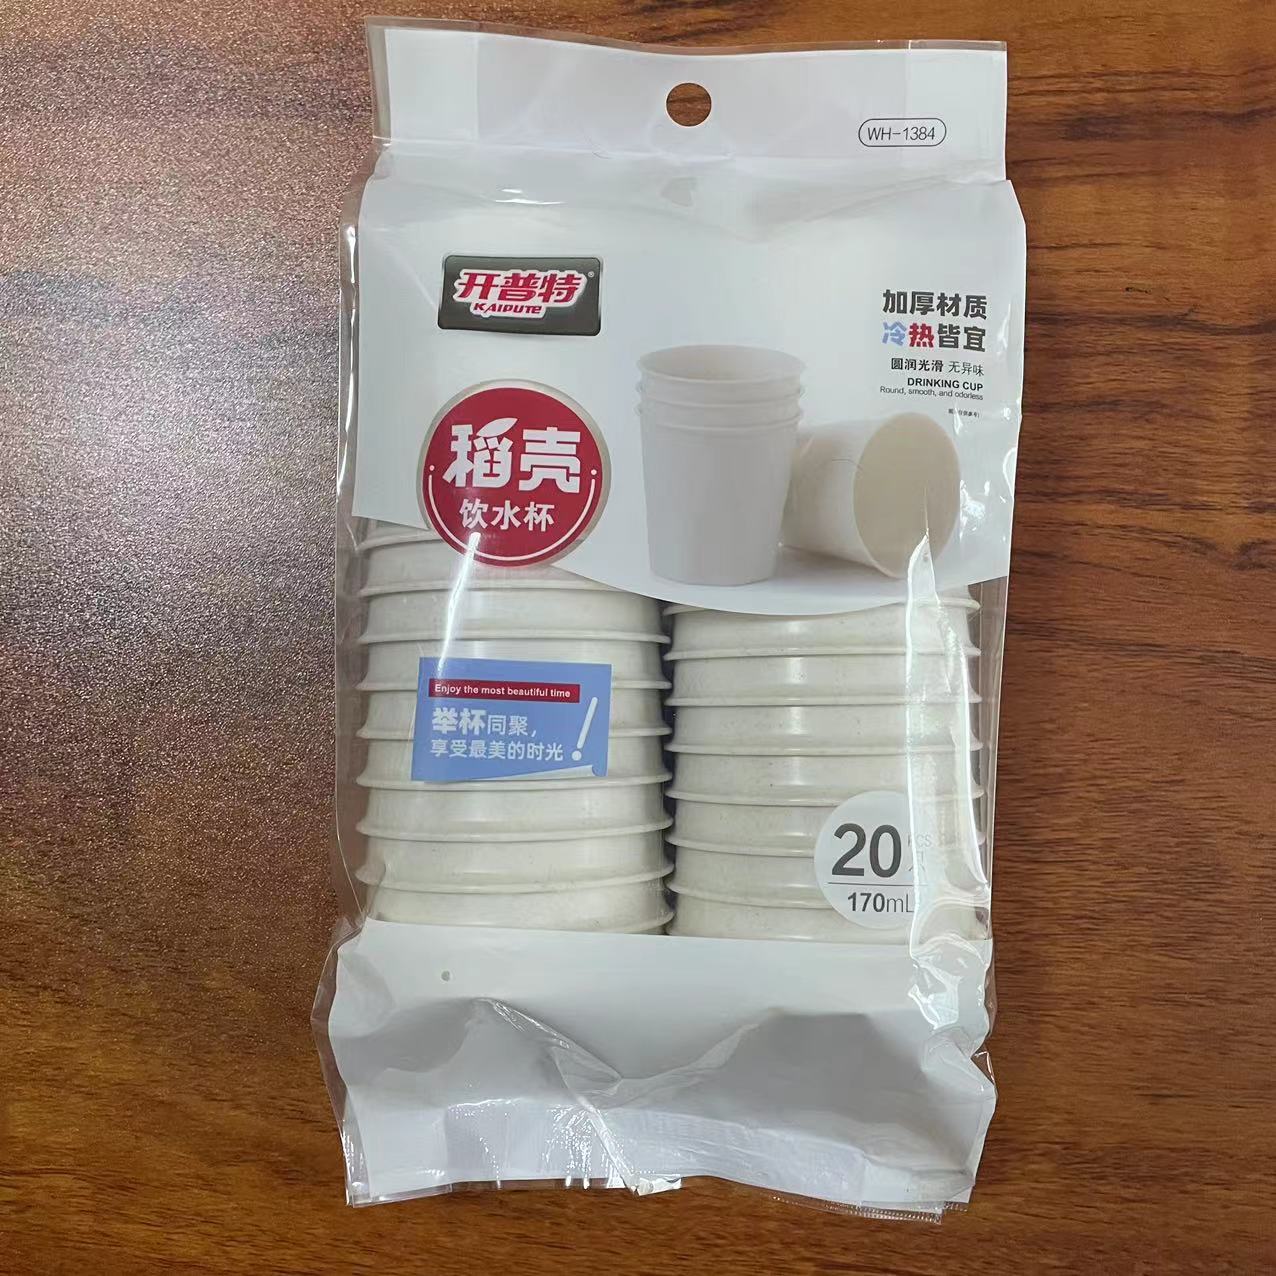 WH-1384
开普特®
KAIPUTE
加厚材质
冷热皆宜
圆润光滑 无异味
DRINKING CUP
Round, smooth, and odorless
稻壳
饮水杯
Enjoy the most beautiful time
举杯同聚，
享受最美的时光！
20 PCS
170mL